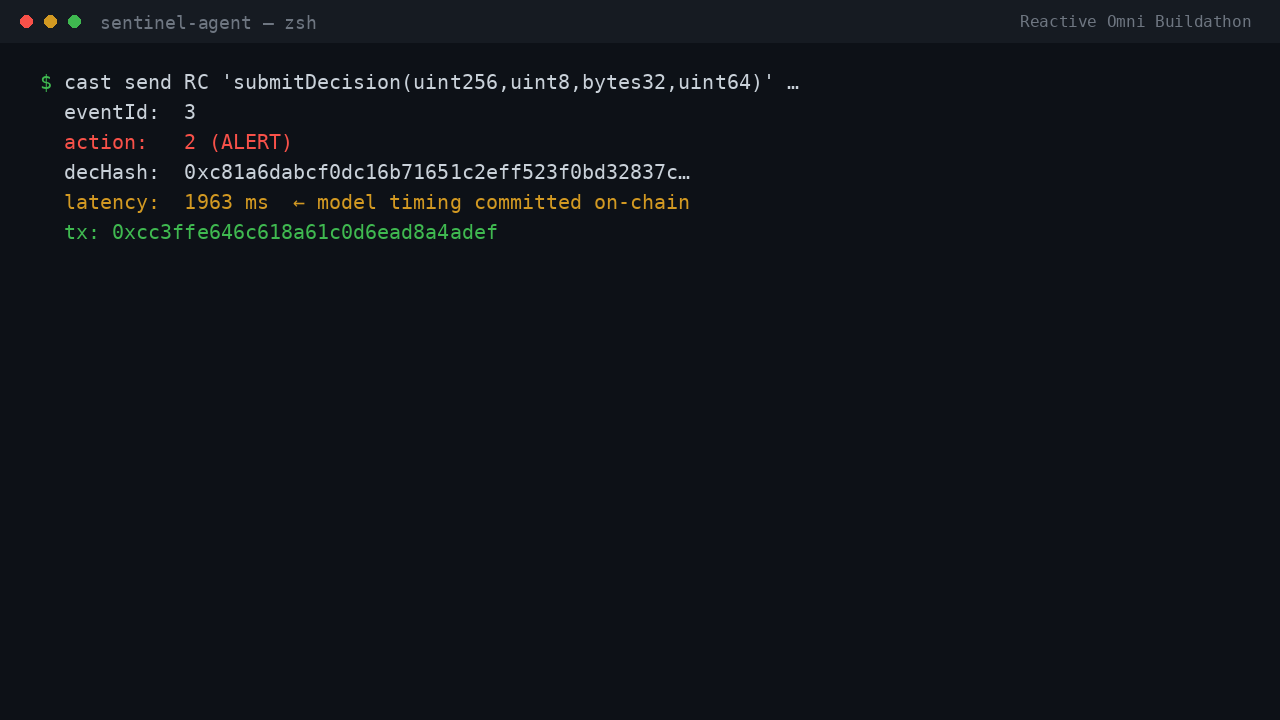 sentinel-agent — zsh
Reactive Omni Buildathon
$ cast send RC 'submitDecision(uint256,uint8,bytes32,uint64)' …
eventId: 3
action: 2 (ALERT)
decHash: 0xc81a6dabcf0dc16b71651c2eff523f0bd32837c…
latency: 1963 ms ← model timing committed on-chain
tx: 0xcc3ffe646c618a61c0d6ead8a4adef